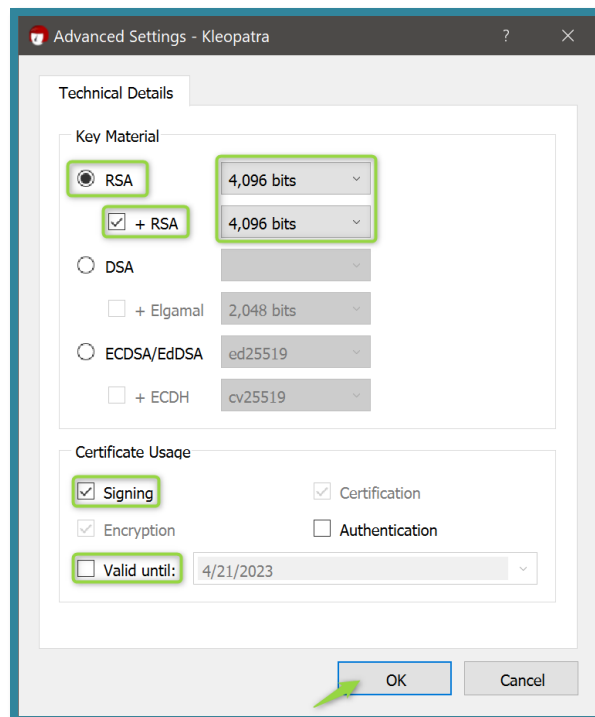 Advanced Settings - Kleopatra ?
Technical Details
Key Material
RSA 4,096 bits
+ RSA 4,096 bits
DSA
+ Elgamal 2,048 bits
ECDSA/EdDSA ed25519
+ ECDH cv25519
Certificate Usage
Signing Certification
Encryption Authentication
Valid until: 4/21/2023
OK Cancel